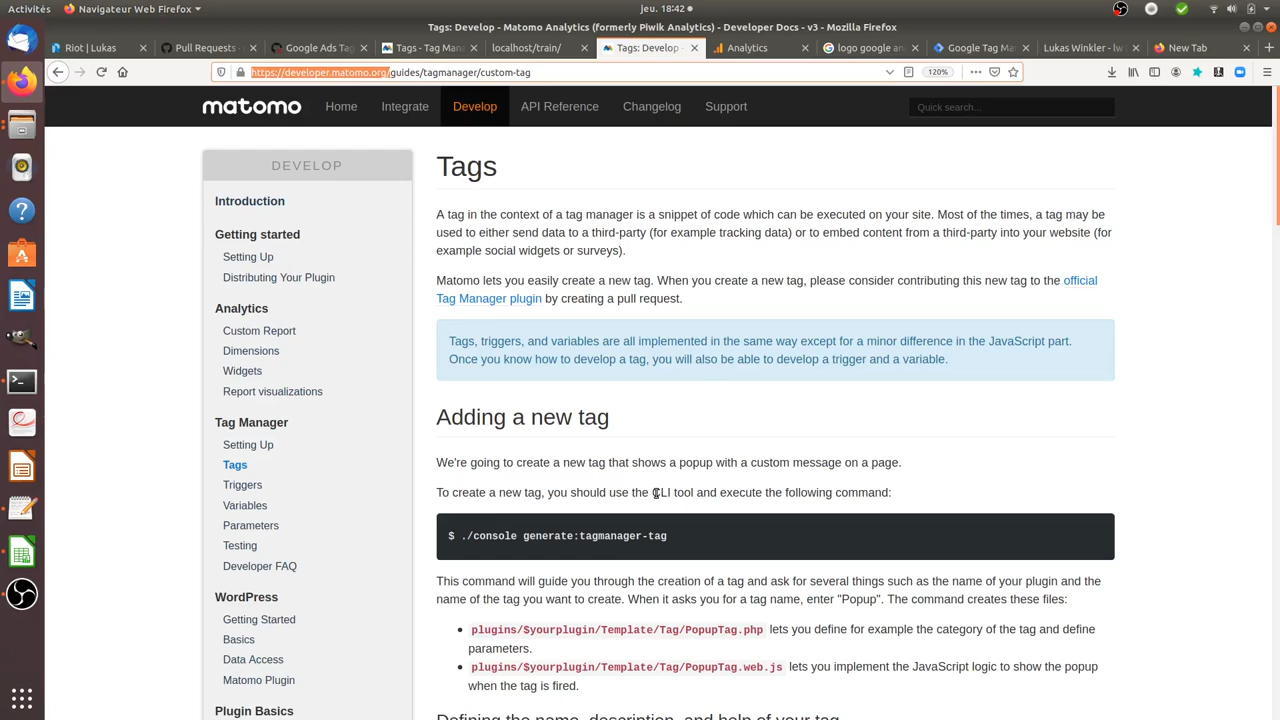 Activités
Navigateur Web Firefox
jeu. 18:42
Tags: Develop - Matomo Analytics (formerly Piwik Analytics) - Developer Docs - v3 - Mozilla Firefox
Riot | Lukas
Pull Requests ·
Google Ads Tag
Tags - Tag Man
localhost/train/
Tags: Develop -
Analytics
logo google an
Google Tag Man
Lukas Winkler - lw
New Tab
https://developer.matomo.org/guides/tagmanager/custom-tag
120%
matomo
Home
Integrate
Develop
API Reference
Changelog
Support
Quick search...
DEVELOP
Introduction
Getting started
Setting Up
Distributing Your Plugin
Analytics
Custom Report
Dimensions
Widgets
Report visualizations
Tag Manager
Setting Up
Tags
Triggers
Variables
Parameters
Testing
Developer FAQ
WordPress
Getting Started
Basics
Data Access
Matomo Plugin
Plugin Basics
Tags
A tag in the context of a tag manager is a snippet of code which can be executed on your site. Most of the times, a tag may be
used to either send data to a third-party (for example tracking data) or to embed content from a third-party into your website (for
example social widgets or surveys).
Matomo lets you easily create a new tag. When you create a new tag, please consider contributing this new tag to the official
Tag Manager plugin by creating a pull request.
Tags, triggers, and variables are all implemented in the same way except for a minor difference in the JavaScript part.
Once you know how to develop a tag, you will also be able to develop a trigger and a variable.
Adding a new tag
We're going to create a new tag that shows a popup with a custom message on a page.
To create a new tag, you should use the CLI tool and execute the following command:
$ ./console generate:tagmanager-tag
This command will guide you through the creation of a tag and ask for several things such as the name of your plugin and the
name of the tag you want to create. When it asks you for a tag name, enter "Popup". The command creates these files:
plugins/$yourplugin/Template/Tag/PopupTag.php lets you define for example the category of the tag and define
parameters.
plugins/$yourplugin/Template/Tag/PopupTag.web.js lets you implement the JavaScript logic to show the popup
when the tag is fired.
Defining the name, description, and help of your tag